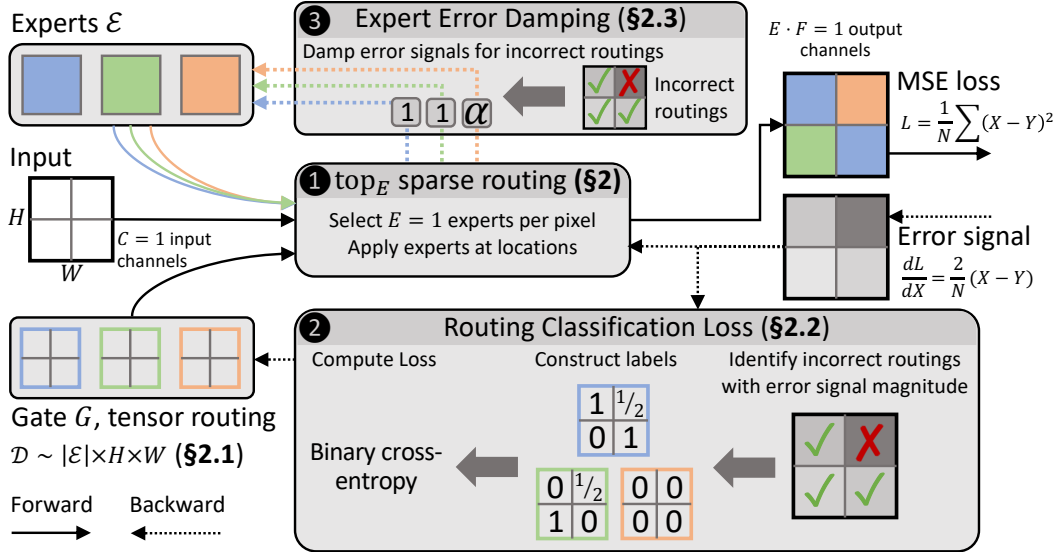 Experts ℰ
❸ Expert Error Damping (§2.3)
Damp error signals for incorrect routings
1 1 α
✓ ✗
✓ ✓
Incorrect
routings
E · F = 1 output
channels
MSE loss
L = 1/N ∑(X − Y)²
Input
H
W
C = 1 input
channels
❶ top_E sparse routing (§2)
Select E = 1 experts per pixel
Apply experts at locations
Error signal
dL/dX = 2/N (X − Y)
Gate G, tensor routing
𝒟 ~ |ℰ|×H×W (§2.1)
Forward
Backward
❷ Routing Classification Loss (§2.2)
Compute Loss
Binary cross-
entropy
Construct labels
1 1/2
0 1
0 1/2
1 0
0 0
0 0
Identify incorrect routings
with error signal magnitude
✓ ✗
✓ ✓